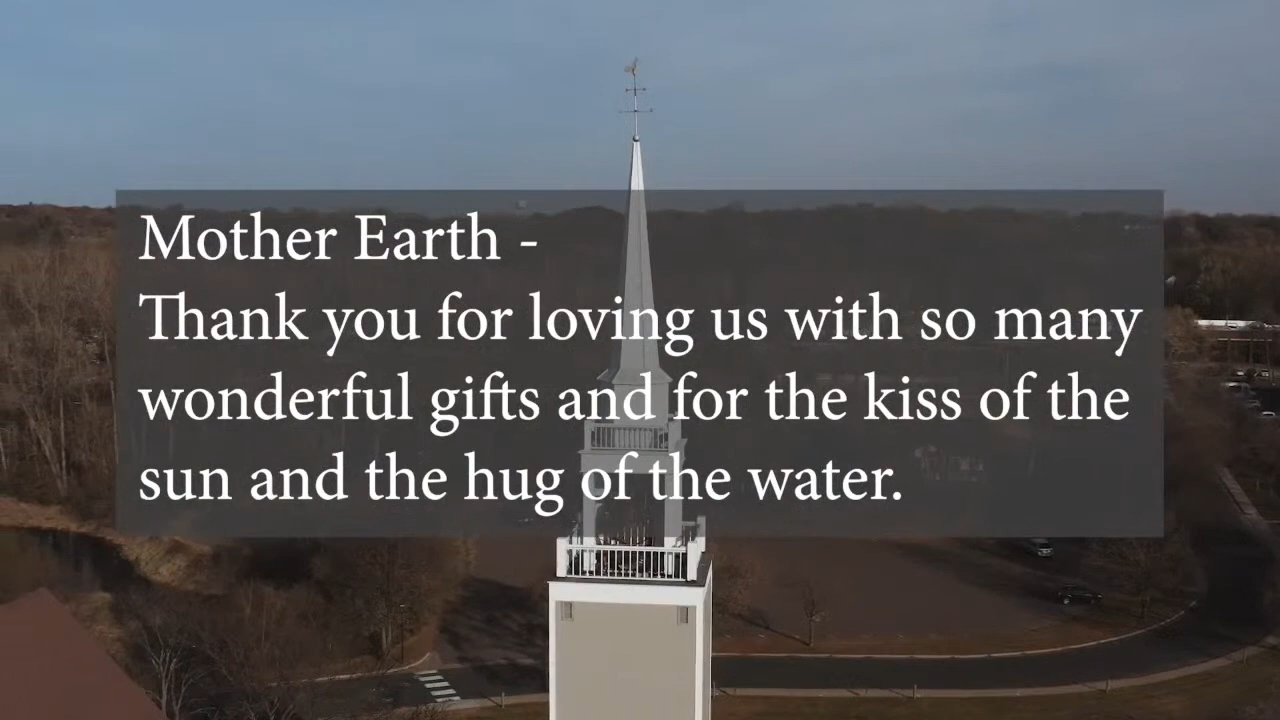 Mother Earth -
Thank you for loving us with so many
wonderful gifts and for the kiss of the
sun and the hug of the water.